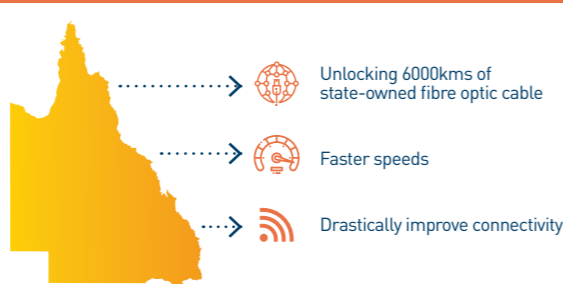 Unlocking 6000kms of
state-owned fibre optic cable
Faster speeds
Drastically improve connectivity